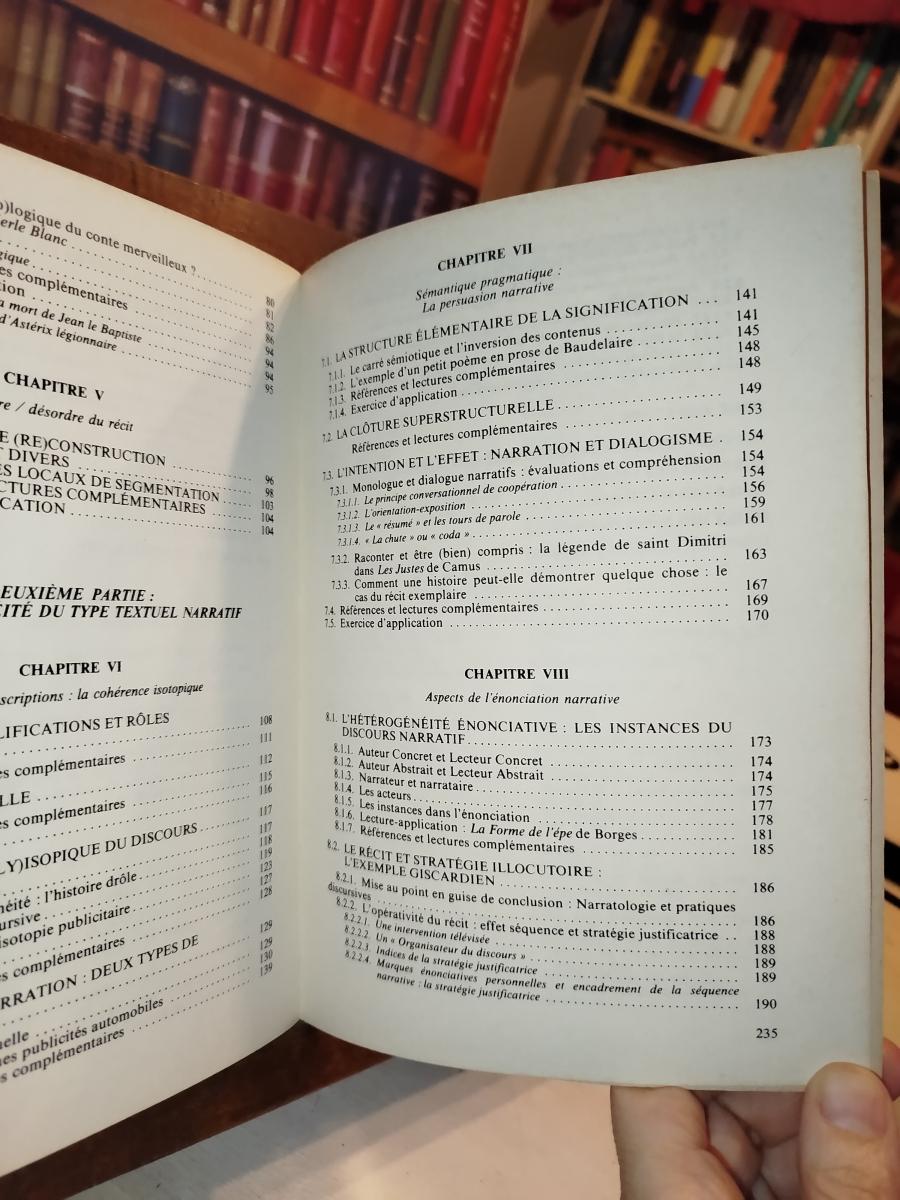 logique du conte merveilleux ? . . .
erle Blanc . . . . . . . . . . . . . . . . . . 80
. . . . . . . . . . . . . . . . . . 81
gique . . . . . . . . . . . . . . . . . . 82
es complémentaires . . . . . . . . . . . . 86
tion . . . . . . . . . . . . . . . . . . 94
a mort de Jean le Baptiste . . . . . . . . . . . . 94
d'Astérix légionnaire . . . . . . . . . . . . 94
95
CHAPITRE V
re / désordre du récit
E (RE)CONSTRUCTION
T DIVERS . . . . . . . . . . . . 96
ES LOCAUX DE SEGMENTATION . . . . . . 98
CTURES COMPLÉMENTAIRES . . . . . . 103
ICATION . . . . . . . . . . . . 104
104
EUXIÈME PARTIE :
CITÉ DU TYPE TEXTUEL NARRATIF
CHAPITRE VI
scriptions : la cohérence isotopique
LIFICATIONS ET RÔLES
. . . . . . . . . . . . 108
es complémentaires . . . . . . . . . . . . 111
. . . . . . . . . . . . 112
LLE . . . . . . . . . . . . 115
es complémentaires . . . . . . . . . . . . 116
. . . . . . . . . . . . 117
LY)ISOPIQUE DU DISCOURS . . . . . . 117
. . . . . . . . . . . . 118
néité : l'histoire drôle . . . . . . . . . . . . 119
ursive . . . . . . . . . . . . 123
isotopie publicitaire . . . . . . . . . . . . 127
es complémentaires . . . . . . . . . . . . 128
RRATION : DEUX TYPES DE
. . . . . . . . . . . . 129
nelle . . . . . . . . . . . . 129
nes publicités automobiles . . . . . . . . . . . . 130
s complémentaires . . . . . . . . . . . . 139
CHAPITRE VII
Sémantique pragmatique :
La persuasion narrative
7.1. LA STRUCTURE ÉLÉMENTAIRE DE LA SIGNIFICATION . . . 141
7.1.1. Le carré sémiotique et l'inversion des contenus . . . . . . . . . . . . 141
7.1.2. L'exemple d'un petit poème en prose de Baudelaire . . . . . . . . . 145
7.1.3. Références et lectures complémentaires . . . . . . . . . . . . 148
7.1.4. Exercice d'application . . . . . . . . . . . . 148
7.2. LA CLÔTURE SUPERSTRUCTURELLE . . . . . . . . . . . . 149
Références et lectures complémentaires . . . . . . . . . . . . 153
7.3. L'INTENTION ET L'EFFET : NARRATION ET DIALOGISME . 154
7.3.1. Monologue et dialogue narratifs : évaluations et compréhension 154
7.3.1.1. Le principe conversationnel de coopération . . . . . . . . . . . . 154
7.3.1.2. L'orientation-exposition . . . . . . . . . . . . 156
7.3.1.3. Le « résumé » et les tours de parole . . . . . . . . . . . . 159
7.3.1.4. « La chute » ou « coda » . . . . . . . . . . . . 161
7.3.2. Raconter et être (bien) compris : la légende de saint Dimitri
dans Les Justes de Camus . . . . . . . . . . . . 163
7.3.3. Comment une histoire peut-elle démontrer quelque chose : le
cas du récit exemplaire . . . . . . . . . . . . 167
7.4. Références et lectures complémentaires . . . . . . . . . . . . 169
7.5. Exercice d'application . . . . . . . . . . . . 170
CHAPITRE VIII
Aspects de l'énonciation narrative
8.1. L'HÉTÉROGÉNÉITÉ ÉNONCIATIVE : LES INSTANCES DU
DISCOURS NARRATIF . . . . . . . . . . . . 173
8.1.1. Auteur Concret et Lecteur Concret . . . . . . . . . . . . 174
8.1.2. Auteur Abstrait et Lecteur Abstrait . . . . . . . . . . . . 174
8.1.3. Narrateur et narrataire . . . . . . . . . . . . 175
8.1.4. Les acteurs . . . . . . . . . . . . 177
8.1.5. Les instances dans l'énonciation . . . . . . . . . . . . 178
8.1.6. Lecture-application : La Forme de l'épe de Borges . . . . . . . . . 181
8.1.7. Références et lectures complémentaires . . . . . . . . . . . . 185
8.2. LE RÉCIT ET STRATÉGIE ILLOCUTOIRE :
L'EXEMPLE GISCARDIEN . . . . . . . . . . . . 186
8.2.1. Mise au point en guise de conclusion : Narratologie et pratiques
discursives . . . . . . . . . . . . 186
8.2.2. L'opérativité du récit : effet séquence et stratégie justificatrice . . 188
8.2.2.1. Une intervention télévisée . . . . . . . . . . . . 188
8.2.2.2. Un « Organisateur du discours » . . . . . . . . . . . . 189
8.2.2.3. Indices de la stratégie justificatrice . . . . . . . . . . . . 189
8.2.2.4. Marques énonciatives personnelles et encadrement de la séquence
narrative : la stratégie justificatrice . . . . . . . . . . . . 190
235